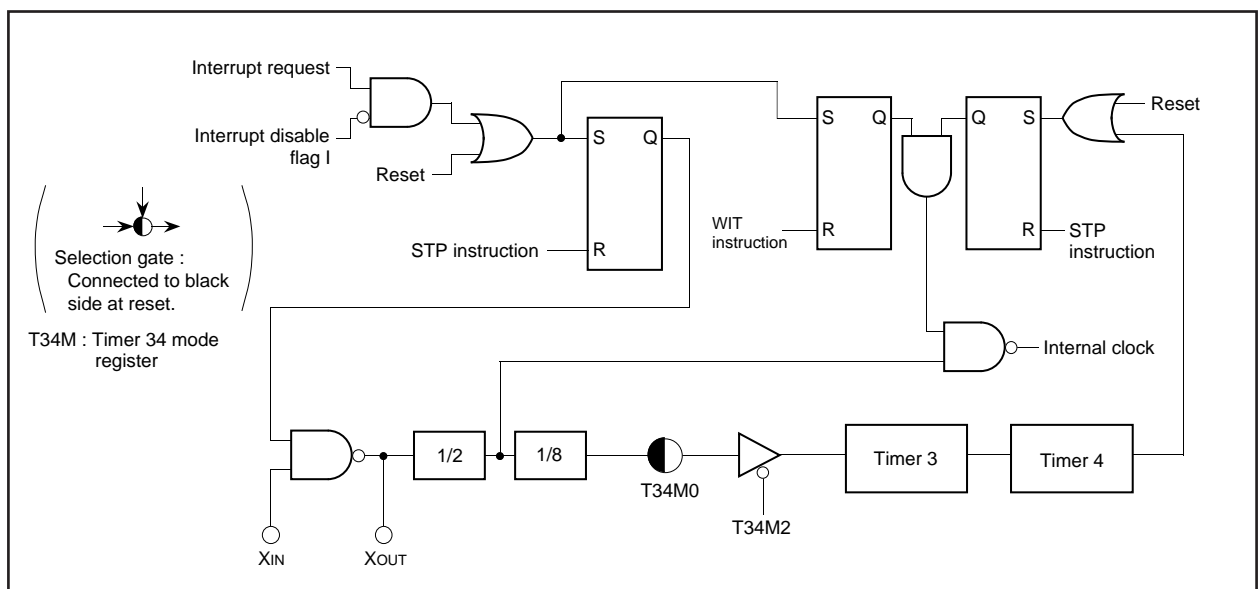 Interrupt request
Interrupt disable
flag I
Reset
S
Q
R
STP instruction
S
Q
R
WIT
instruction
Q
S
R
Reset
STP
instruction
Selection gate :
Connected to black
side at reset.
T34M : Timer 34 mode
register
Internal clock
1/2
1/8
T34M0
T34M2
Timer 3
Timer 4
XIN
XOUT